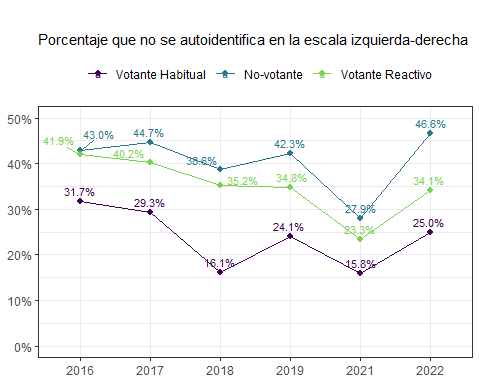 Porcentaje que no se autoidentifica en la escala izquierda-derecha
Votante Habitual No-votante Votante Reactivo
50%
40%
30%
20%
10%
0%
41.9% 43.0% 44.7% 40.2% 38.6% 35.2% 42.3% 34.8% 27.9% 23.3% 46.6% 34.1%
31.7% 29.3% 16.1% 24.1% 15.8% 25.0%
2016 2017 2018 2019 2021 2022